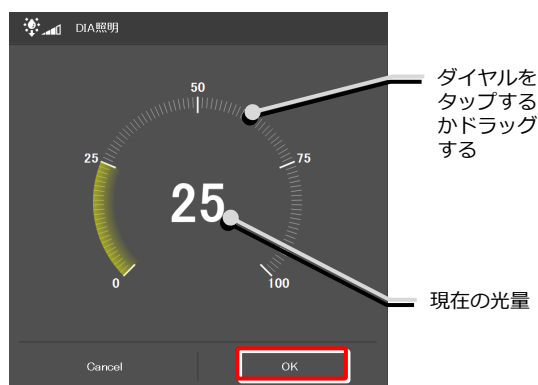 DIA照明
50
25
75
25
0
100
Cancel
OK
ダイヤルを
タップする
かドラッグ
する
現在の光量